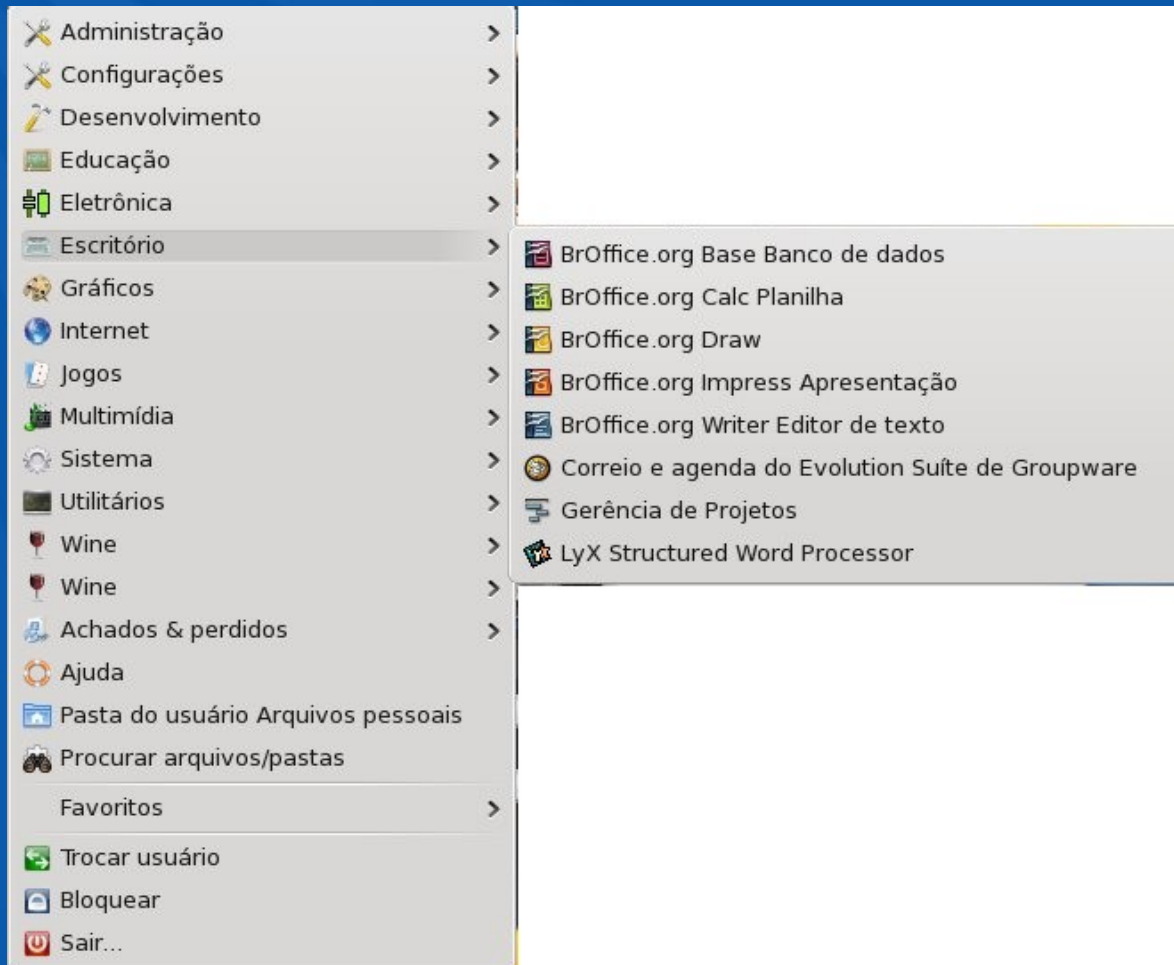 Administração
Configurações
Desenvolvimento
Educação
Eletrônica
Escritório
Gráficos
Internet
Jogos
Multimídia
Sistema
Utilitários
Wine
Wine
Achados & perdidos
Ajuda
Pasta do usuário Arquivos pessoais
Procurar arquivos/pastas
Favoritos
Trocar usuário
Bloquear
Sair...
BrOffice.org Base Banco de dados
BrOffice.org Calc Planilha
BrOffice.org Draw
BrOffice.org Impress Apresentação
BrOffice.org Writer Editor de texto
Correio e agenda do Evolution Suíte de Groupware
Gerência de Projetos
LyX Structured Word Processor